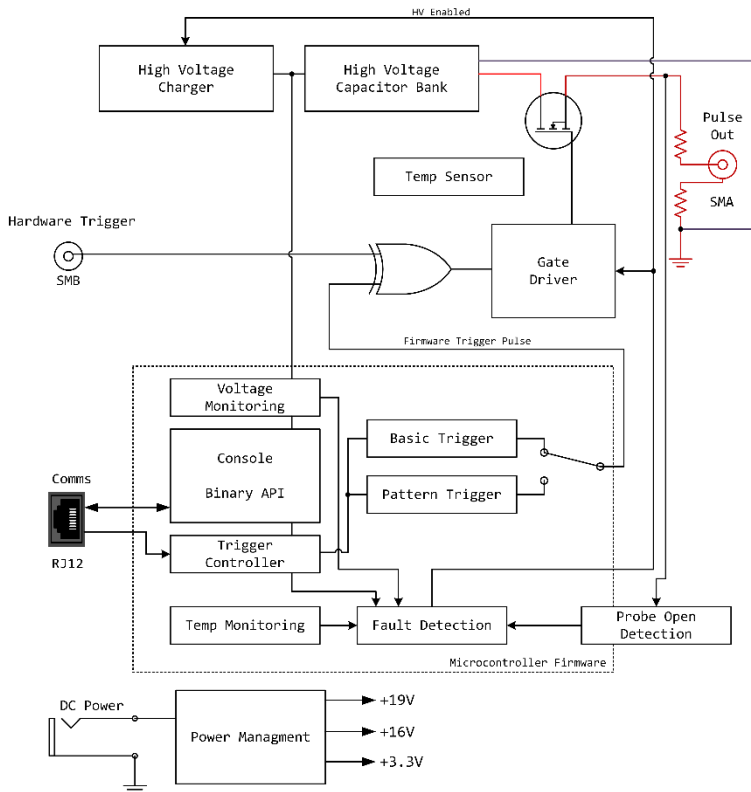 HV Enabled
High Voltage
Charger
High Voltage
Capacitor Bank
Pulse
Out
SMA
Temp Sensor
Hardware Trigger
SMB
Gate
Driver
Firmware Trigger Pulse
Voltage
Monitoring
Console
Binary API
Basic Trigger
Pattern Trigger
Comms
RJ12
Trigger
Controller
Temp Monitoring
Fault Detection
Probe Open
Detection
Microcontroller Firmware
DC Power
Power Managment
+19V
+16V
+3.3V